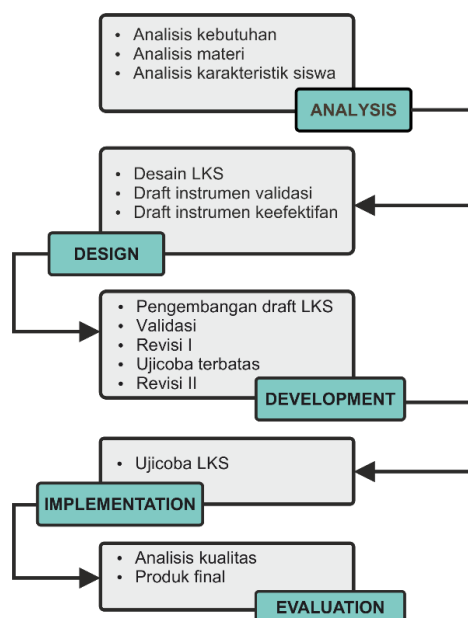 • Analisis kebutuhan
• Analisis materi
• Analisis karakteristik siswa
ANALYSIS
• Desain LKS
• Draft instrumen validasi
• Draft instrumen keefektifan
DESIGN
• Pengembangan draft LKS
• Validasi
• Revisi I
• Ujicoba terbatas
• Revisi II
DEVELOPMENT
• Ujicoba LKS
IMPLEMENTATION
• Analisis kualitas
• Produk final
EVALUATION